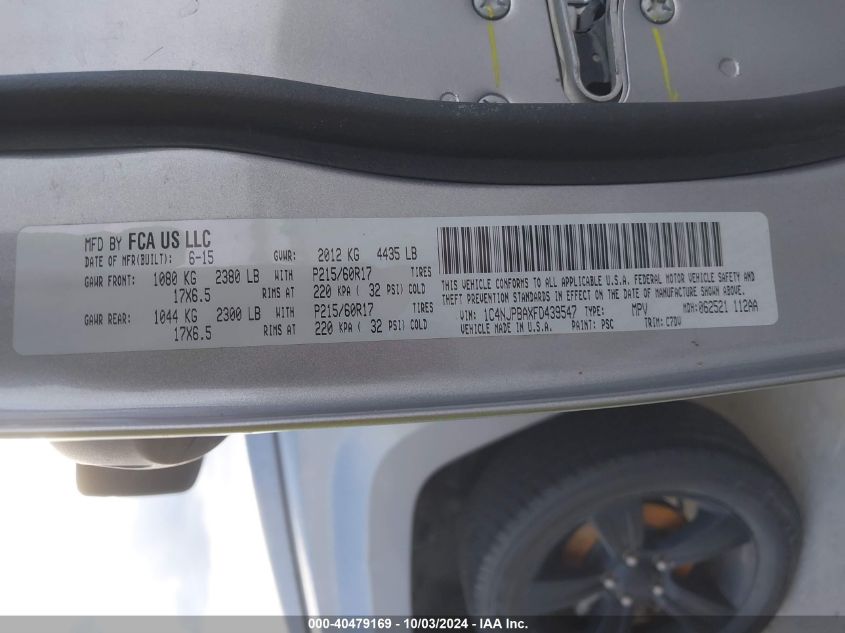 MFD BY FCA US LLC
DATE OF MFR(BUILT): 6-15 GVWR: 2012 KG 4435 LB
GAWR FRONT: 1080 KG 2380 LB WITH P215/60R17 TIRES
17X6.5 RIMS AT 220 KPA ( 32 PSI) COLD
GAWR REAR: 1044 KG 2300 LB WITH P215/60R17 TIRES
17X6.5 RIMS AT 220 KPA ( 32 PSI) COLD
THIS VEHICLE CONFORMS TO ALL APPLICABLE U.S.A. FEDERAL MOTOR VEHICLE SAFETY AND
THEFT PREVENTION STANDARDS IN EFFECT ON THE DATE OF MANUFACTURE SHOWN ABOVE.
VIN: 1C4NJPBAXFD439547 TYPE: MPV MDH: 062521 112AA
VEHICLE MADE IN U.S.A. PAINT: PSC TRIM: C7DV
000-40479169 - 10/03/2024 - IAA Inc.